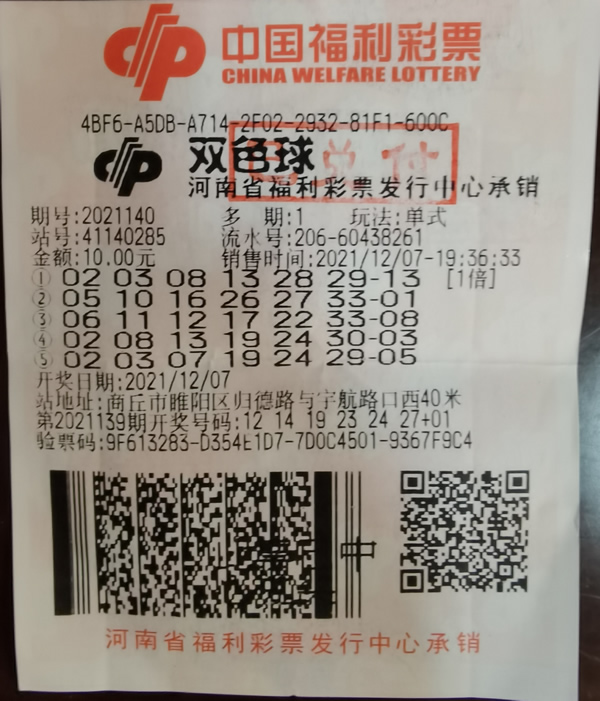 中国福利彩票
CHINA WELFARE LOTTERY
4BF6-A5DB-A714-2F02-2932-81F1-600C
双色球
已兑付
河南省福利彩票发行中心承销
期号:2021140 多 期:1 玩法:单式
站号:41140285 流水号:206-60438261
金额:10.00元 销售时间:2021/12/07-19:36:33
① 02 03 08 13 28 29-13 [1倍]
② 05 10 16 26 27 33-01
③ 06 11 12 17 22 33-08
④ 02 08 13 19 24 30-03
⑤ 02 03 07 19 24 29-05
开奖日期:2021/12/07
站地址:商丘市睢阳区归德路与宇航路口西40米
第2021139期开奖号码:12 14 19 23 24 27+01
验票码:9F613283-D354E1D7-7D0C4501-9367F9C4
河南省福利彩票发行中心承销